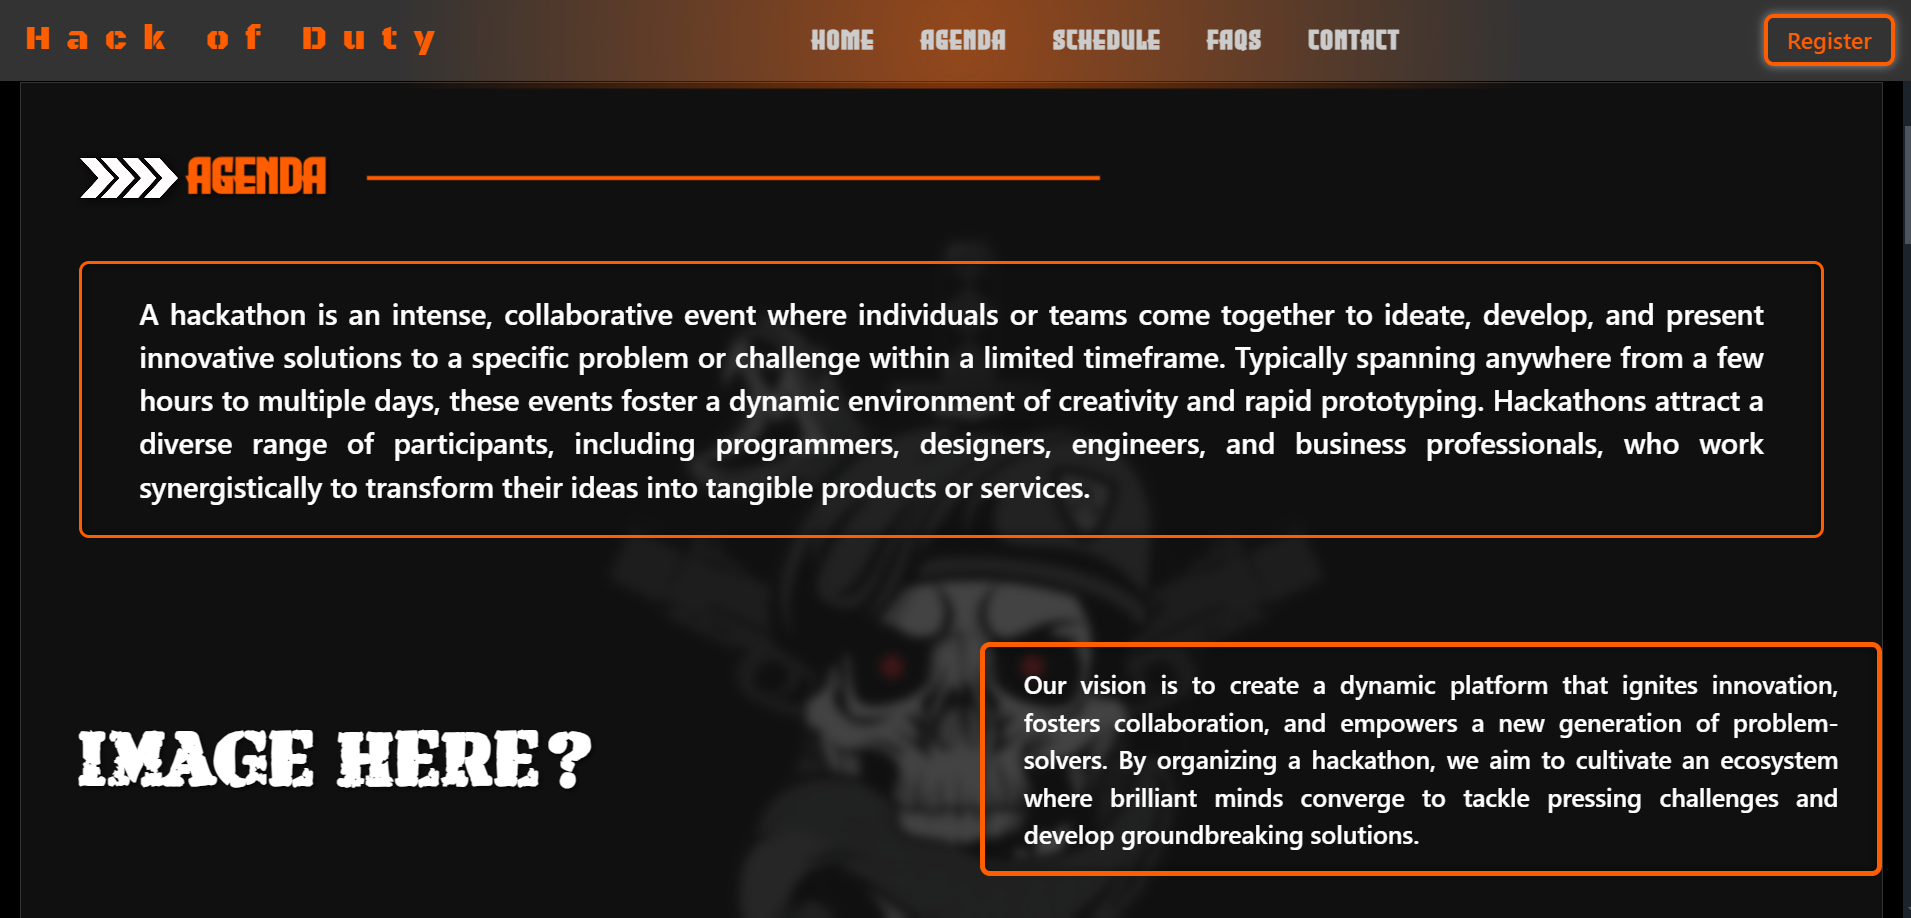 Hack of Duty
HOME AGENDA SCHEDULE FAQS CONTACT
Register
AGENDA
A hackathon is an intense, collaborative event where individuals or teams come together to ideate, develop, and present
innovative solutions to a specific problem or challenge within a limited timeframe. Typically spanning anywhere from a few
hours to multiple days, these events foster a dynamic environment of creativity and rapid prototyping. Hackathons attract a
diverse range of participants, including programmers, designers, engineers, and business professionals, who work
synergistically to transform their ideas into tangible products or services.
IMAGE HERE?
Our vision is to create a dynamic platform that ignites innovation,
fosters collaboration, and empowers a new generation of problem-
solvers. By organizing a hackathon, we aim to cultivate an ecosystem
where brilliant minds converge to tackle pressing challenges and
develop groundbreaking solutions.